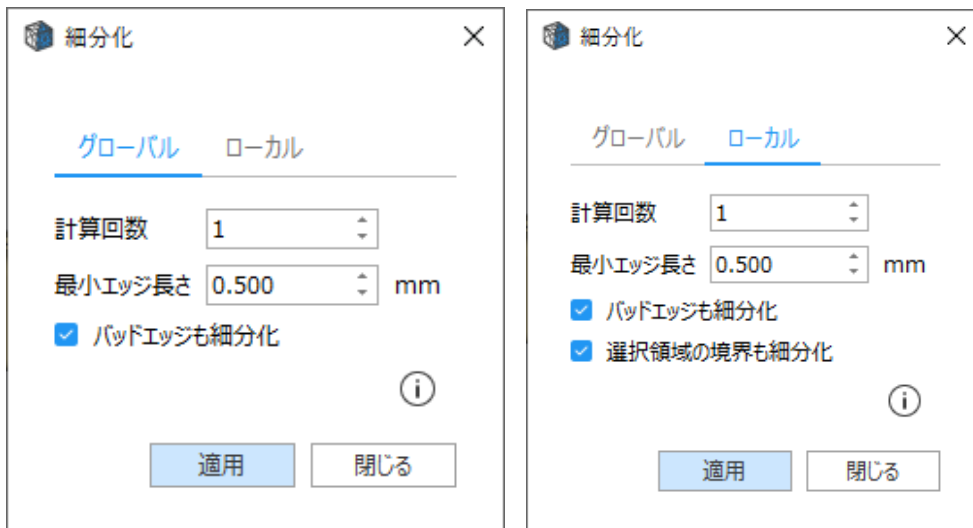 細分化
グローバル ローカル
計算回数 1
最小エッジ長さ 0.500 mm
バッドエッジも細分化
適用 閉じる
細分化
グローバル ローカル
計算回数 1
最小エッジ長さ 0.500 mm
バッドエッジも細分化
選択領域の境界も細分化
適用 閉じる